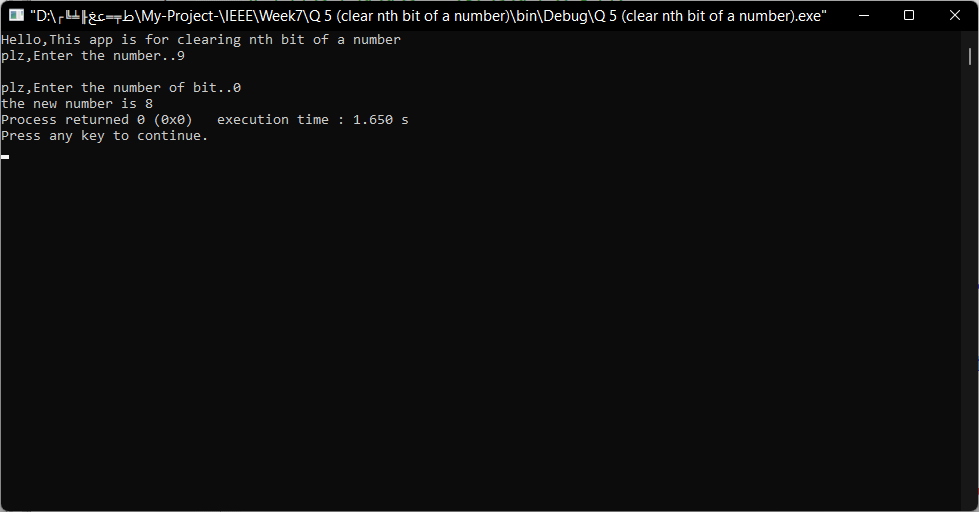 "D:\┌╚╩╠عغ══ط\My-Project-\IEEE\Week7\Q 5 (clear nth bit of a number)\bin\Debug\Q 5 (clear nth bit of a number).exe"
Hello,This app is for clearing nth bit of a number
plz,Enter the number..9
plz,Enter the number of bit..0
the new number is 8
Process returned 0 (0x0)   execution time : 1.650 s
Press any key to continue.